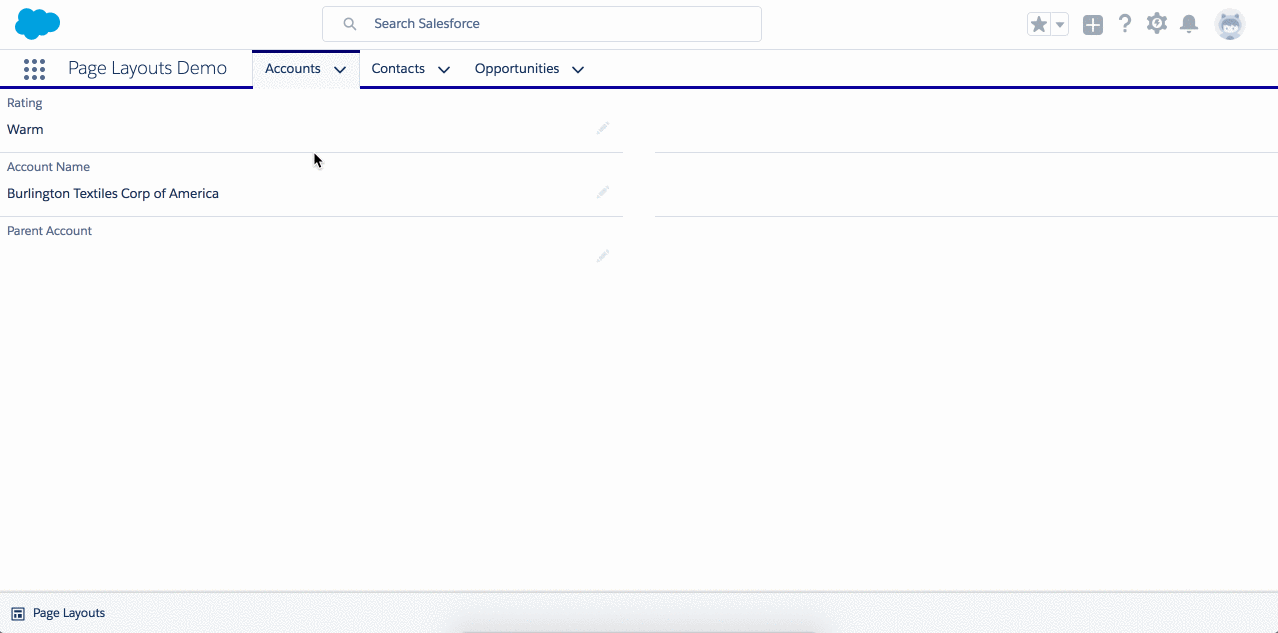 Search Salesforce
Page Layouts Demo
Accounts
Contacts
Opportunities
Rating
Warm
Account Name
Burlington Textiles Corp of America
Parent Account
Page Layouts